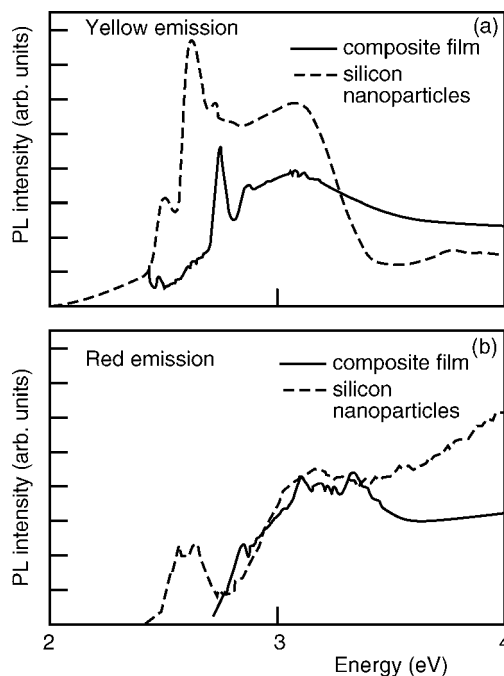 Yellow emission
(a)
composite film
silicon
nanoparticles
PL intensity (arb. units)
Red emission
(b)
composite film
silicon
nanoparticles
PL intensity (arb. units)
2
3
4
Energy (eV)